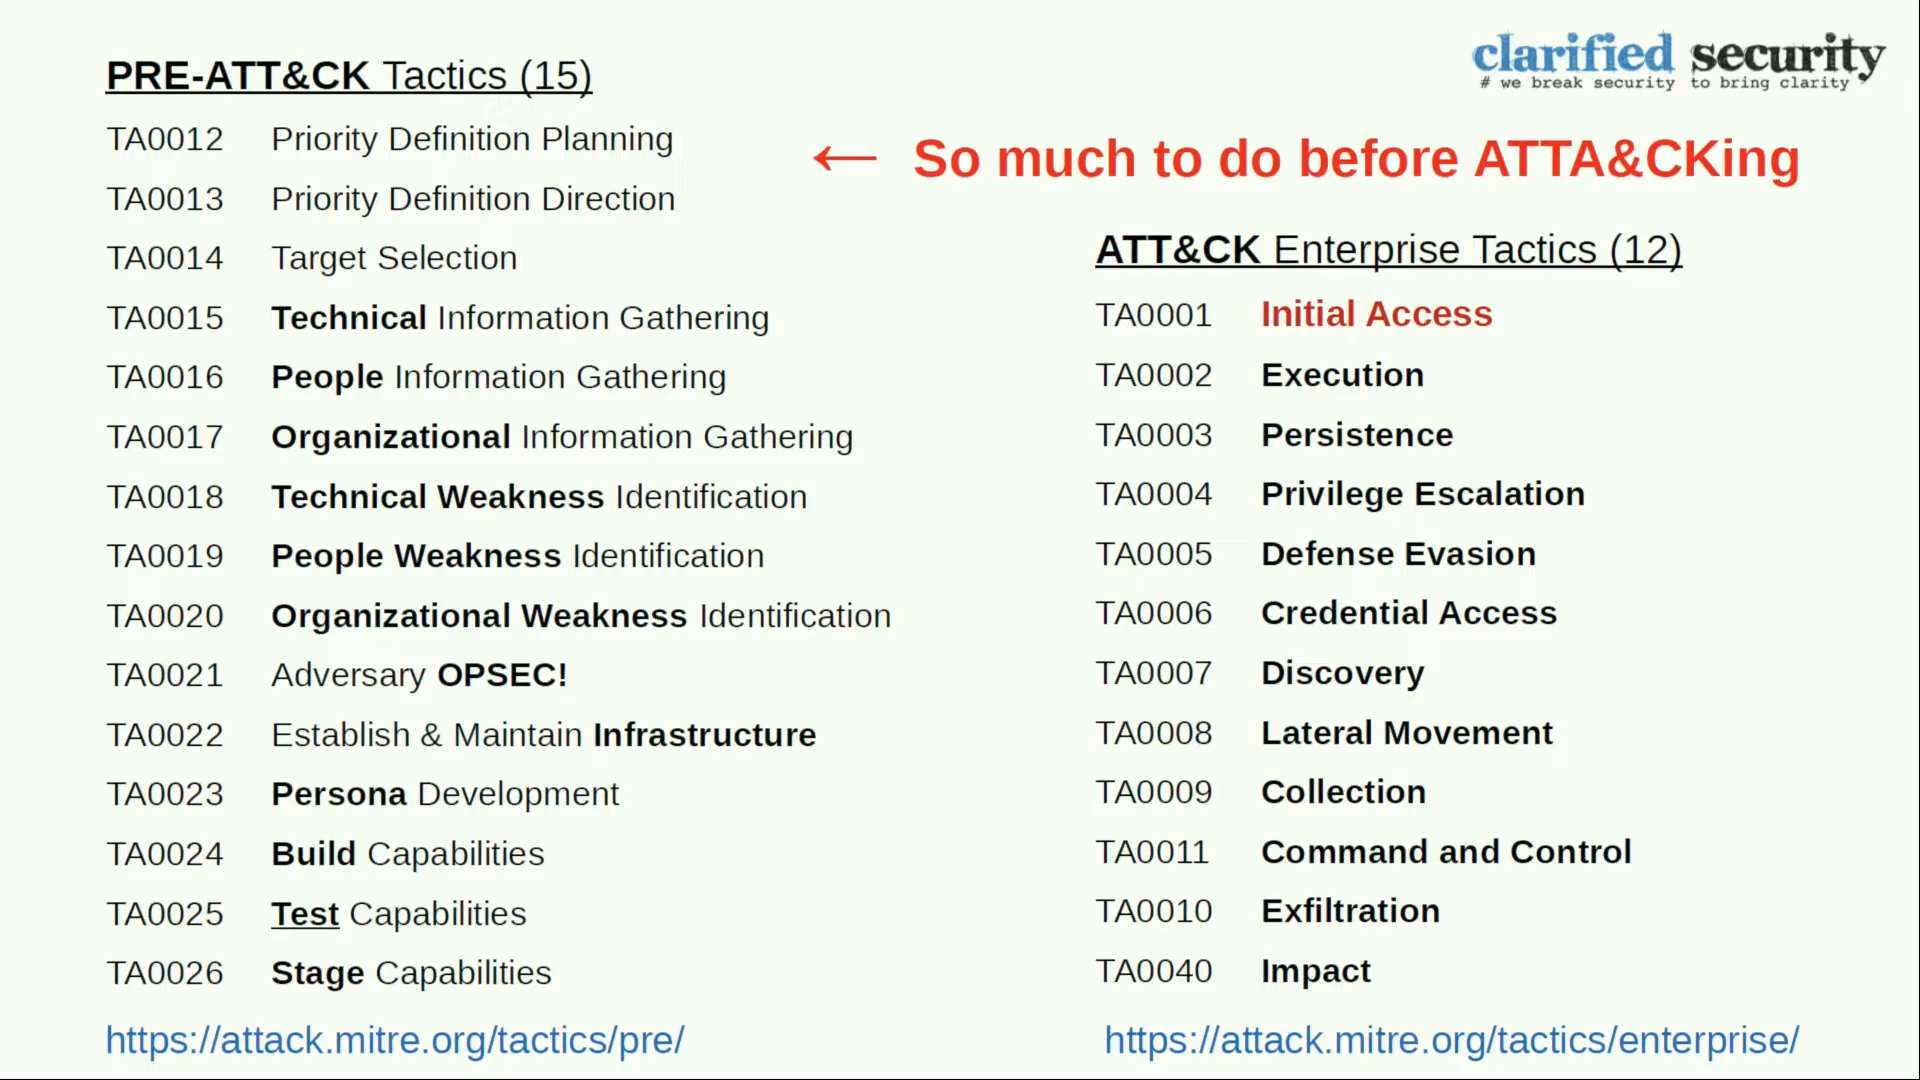 PRE-ATT&CK Tactics (15)
TA0012 Priority Definition Planning
TA0013 Priority Definition Direction
TA0014 Target Selection
TA0015 Technical Information Gathering
TA0016 People Information Gathering
TA0017 Organizational Information Gathering
TA0018 Technical Weakness Identification
TA0019 People Weakness Identification
TA0020 Organizational Weakness Identification
TA0021 Adversary OPSEC!
TA0022 Establish & Maintain Infrastructure
TA0023 Persona Development
TA0024 Build Capabilities
TA0025 Test Capabilities
TA0026 Stage Capabilities
https://attack.mitre.org/tactics/pre/
clarified security
# we break security to bring clarity
← So much to do before ATTA&CKing
ATT&CK Enterprise Tactics (12)
TA0001 Initial Access
TA0002 Execution
TA0003 Persistence
TA0004 Privilege Escalation
TA0005 Defense Evasion
TA0006 Credential Access
TA0007 Discovery
TA0008 Lateral Movement
TA0009 Collection
TA0011 Command and Control
TA0010 Exfiltration
TA0040 Impact
https://attack.mitre.org/tactics/enterprise/